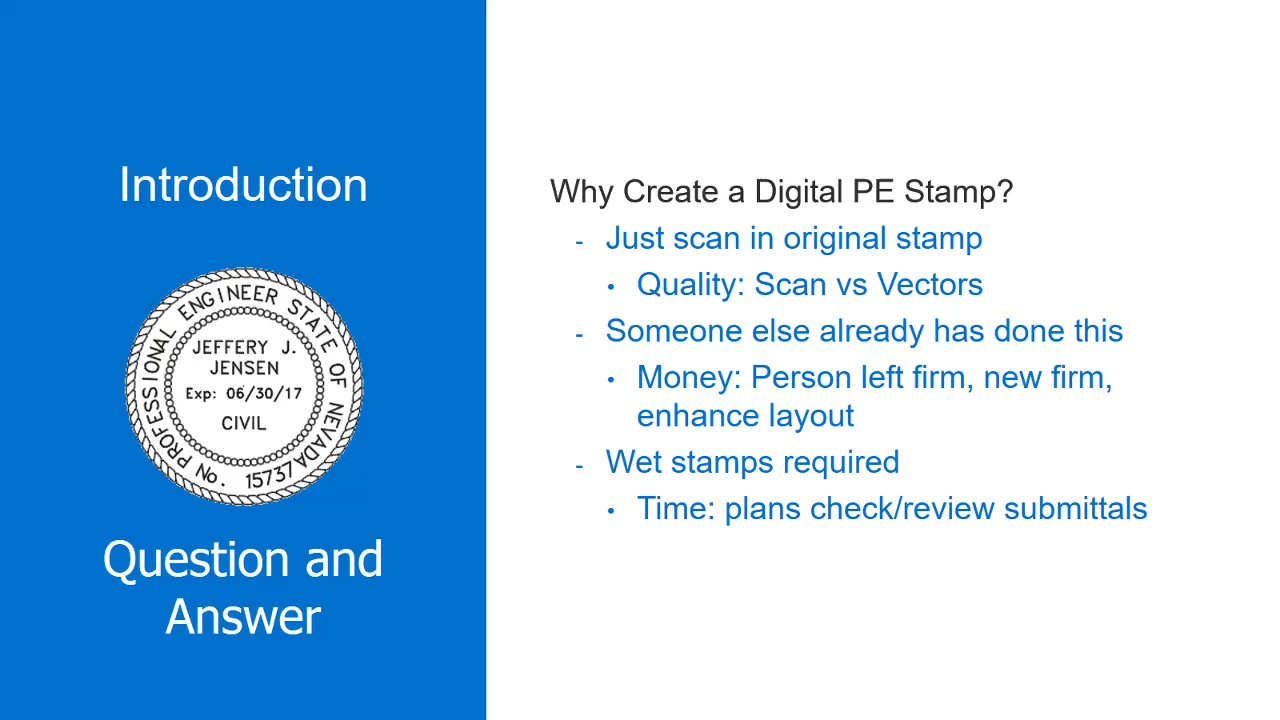 Introduction
PROFESSIONAL ENGINEER STATE OF NEVADA
JEFFERY J.
JENSEN
Exp: 06/30/17
CIVIL
No. 15737
Question and
Answer
Why Create a Digital PE Stamp?
- Just scan in original stamp
• Quality: Scan vs Vectors
- Someone else already has done this
• Money: Person left firm, new firm,
enhance layout
- Wet stamps required
• Time: plans check/review submittals